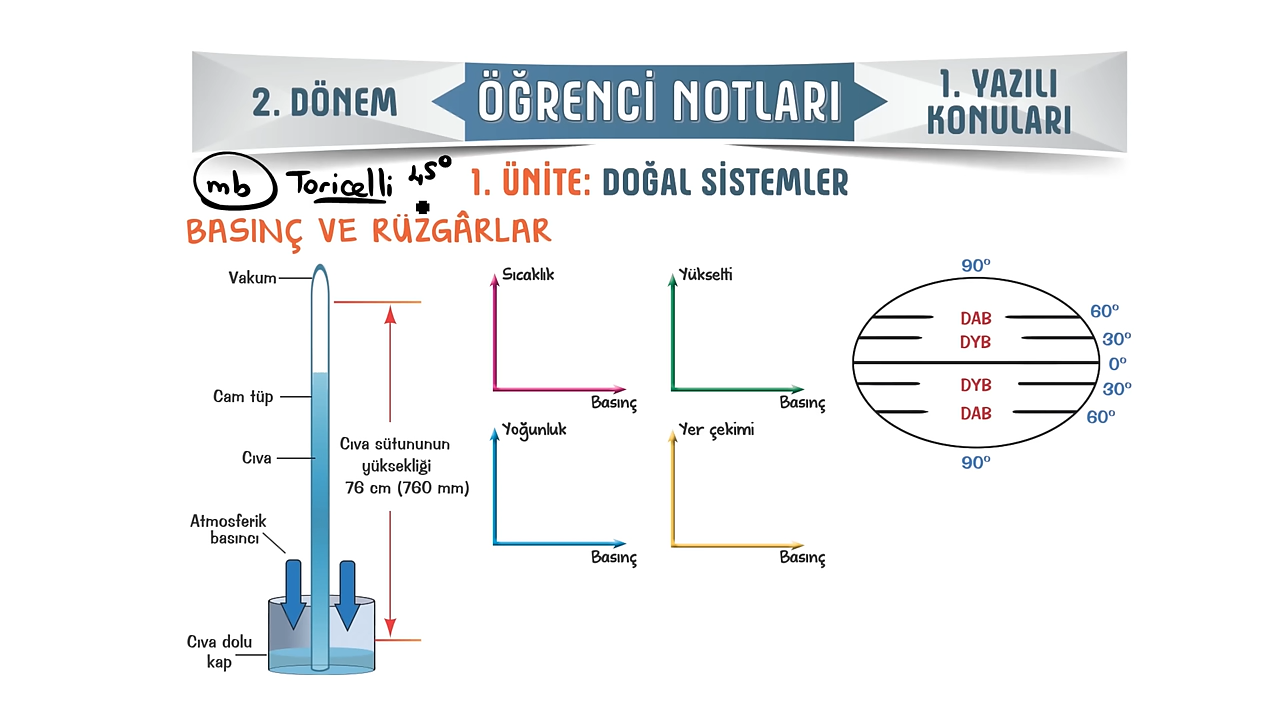 2. DÖNEM
ÖĞRENCİ NOTLARI
1. YAZILI
KONULARI
mb Toricelli 45°
1. ÜNİTE: DOĞAL SİSTEMLER
BASINÇ VE RÜZGÂRLAR
Vakum
Cam tüp
Cıva
Atmosferik
basıncı
Cıva dolu
kap
Cıva sütununun
yüksekliği
76 cm (760 mm)
Sıcaklık
Basınç
Yükselti
Basınç
Yoğunluk
Basınç
Yer çekimi
Basınç
90°
DAB
60°
DYB
30°
0°
DYB
30°
DAB
60°
90°